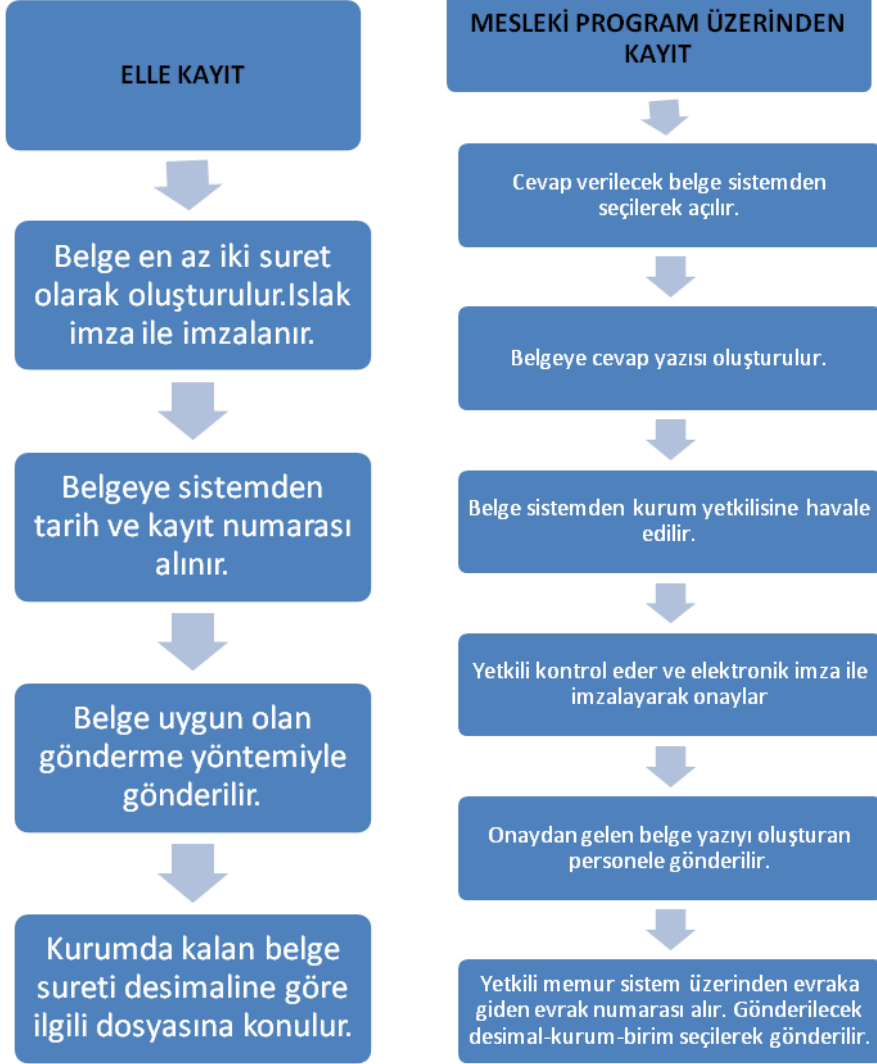 ELLE KAYIT
Belge en az iki suret
olarak oluşturulur.Islak
imza ile imzalanır.
Belgeye sistemden
tarih ve kayıt numarası
alınır.
Belge uygun olan
gönderme yöntemiyle
gönderilir.
Kurumda kalan belge
sureti desimaline göre
ilgili dosyasına konulur.
MESLEKİ PROGRAM ÜZERİNDEN
KAYIT
Cevap verilecek belge sistemden
seçilerek açılır.
Belgeye cevap yazısı oluşturulur.
Belge sistemden kurum yetkilisine havale
edilir.
Yetkili kontrol eder ve elektronik imza ile
imzalayarak onaylar
Onaydan gelen belge yazıyı oluşturan
personele gönderilir.
Yetkili memur sistem üzerinden evraka
giden evrak numarası alır. Gönderilecek
desimal-kurum-birim seçilerek gönderilir.